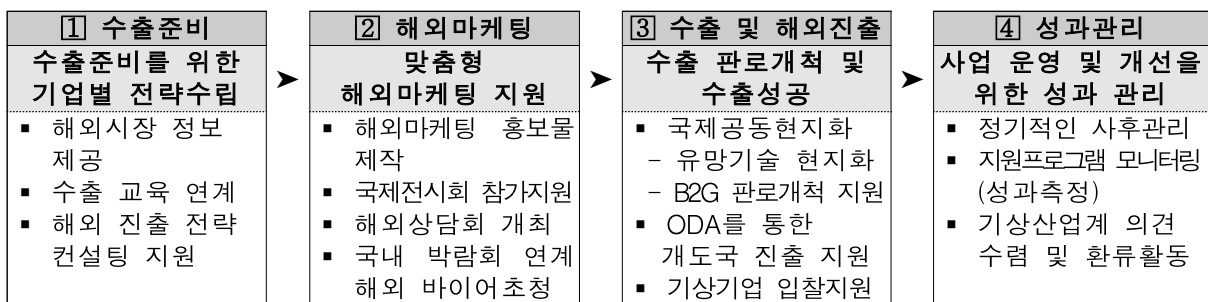 1 수출준비
수출준비를 위한
기업별 전략수립
▪ 해외시장 정보
제공
▪ 수출 교육 연계
▪ 해외 진출 전략
컨설팅 지원
➤
2 해외마케팅
맞춤형
해외마케팅 지원
▪ 해외마케팅 홍보물
제작
▪ 국제전시회 참가지원
▪ 해외상담회 개최
▪ 국내 박람회 연계
해외 바이어초청
➤
3 수출 및 해외진출
수출 판로개척 및
수출성공
▪ 국제공동현지화
- 유망기술 현지화
- B2G 판로개척 지원
▪ ODA를 통한
개도국 진출 지원
▪ 기상기업 입찰지원
➤
4 성과관리
사업 운영 및 개선을
위한 성과 관리
▪ 정기적인 사후관리
▪ 지원프로그램 모니터링
(성과측정)
▪ 기상산업계 의견
수렴 및 환류활동